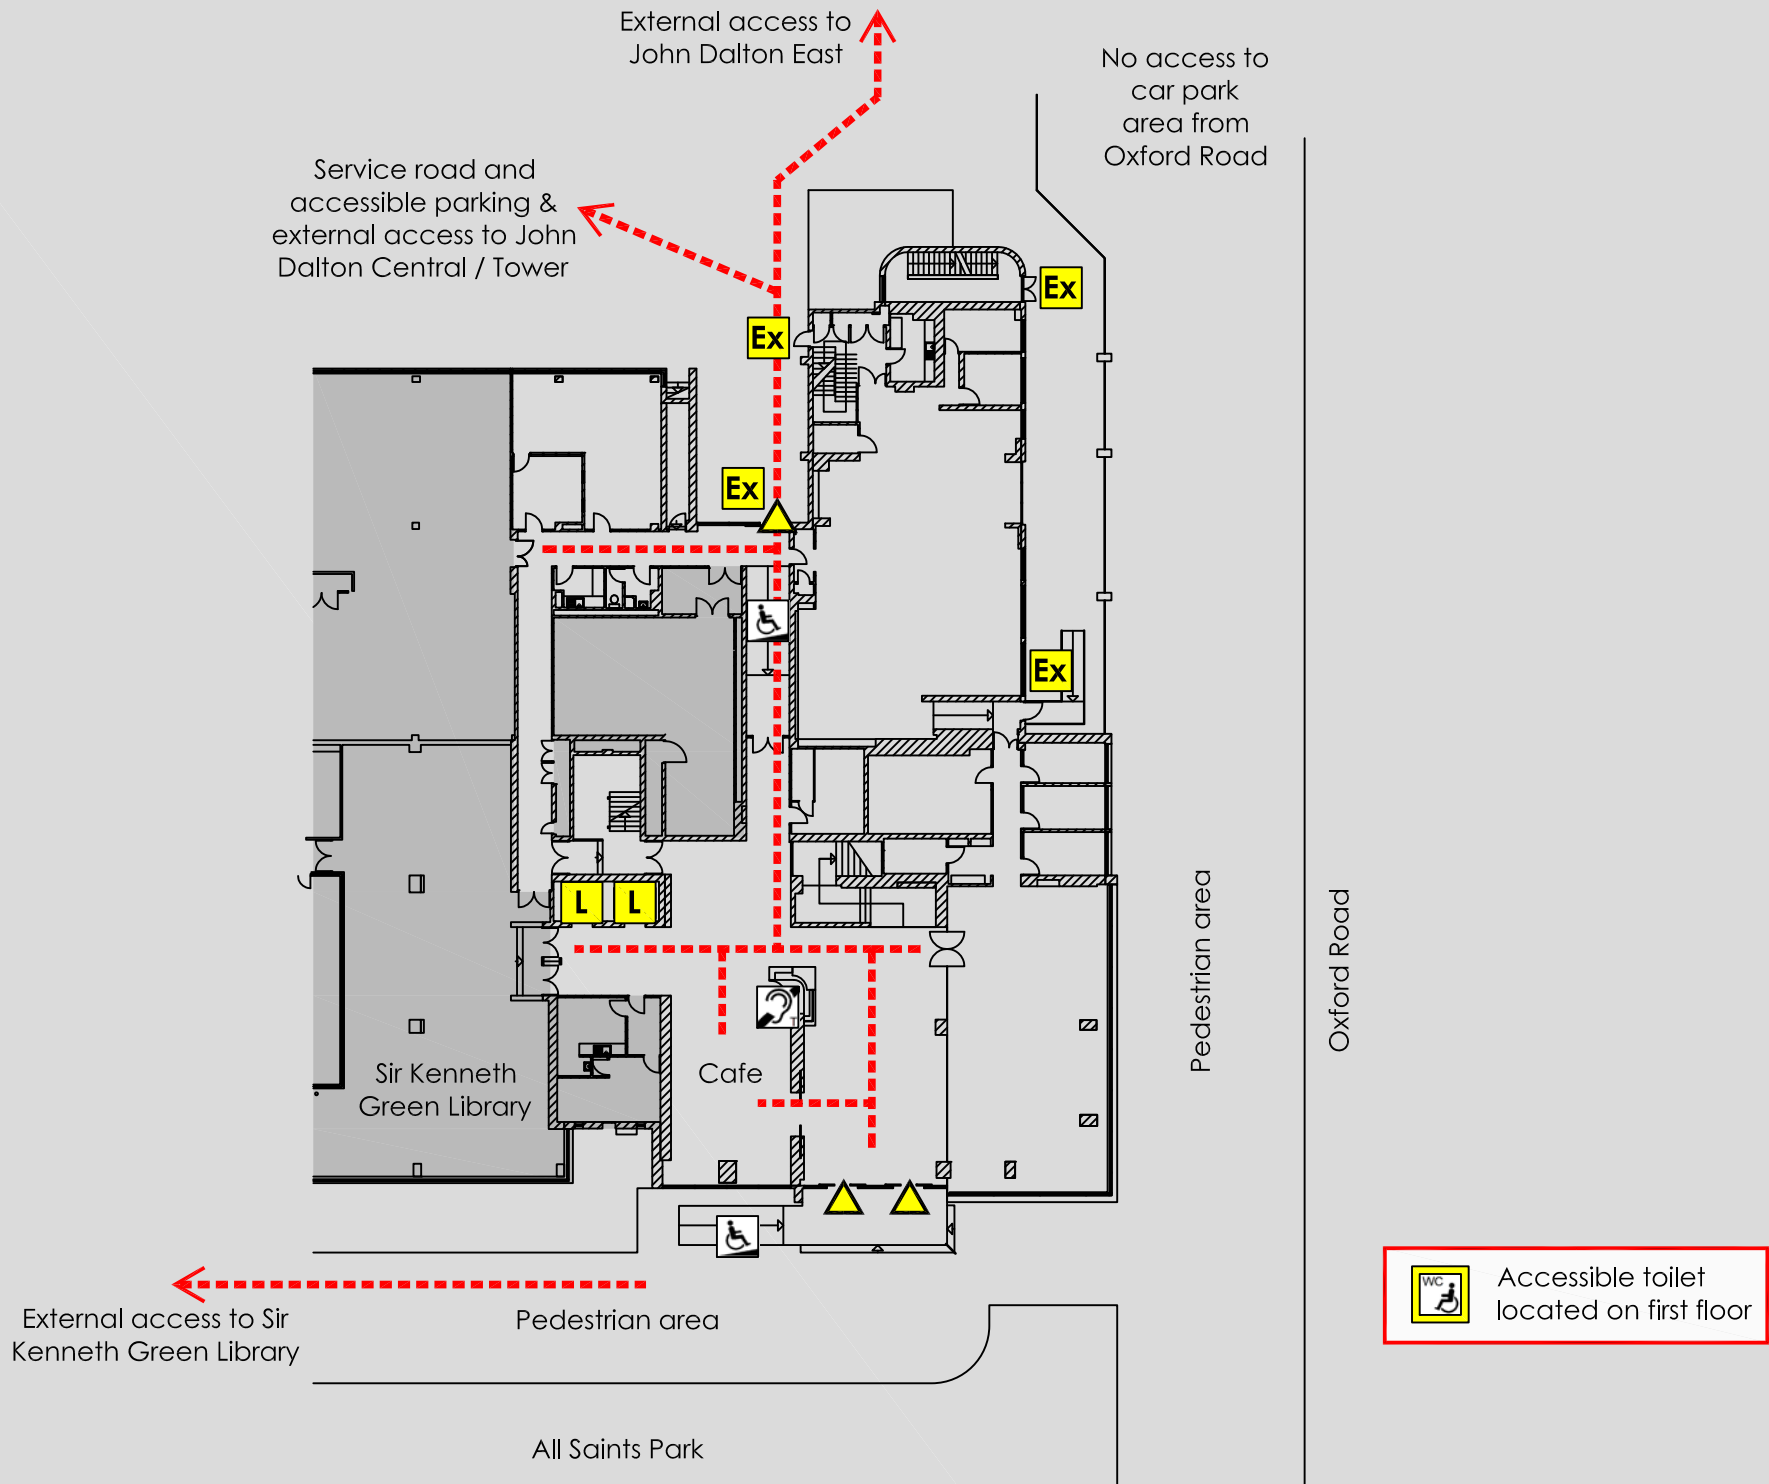 External access to
John Dalton East
No access to
car park
area from
Oxford Road
Service road and
accessible parking &
external access to John
Dalton Central / Tower
Ex
Ex
Ex
Ex
L
L
T
Cafe
Sir Kenneth
Green Library
Pedestrian area
Oxford Road
External access to Sir
Kenneth Green Library
Pedestrian area
WC
Accessible toilet
located on first floor
All Saints Park